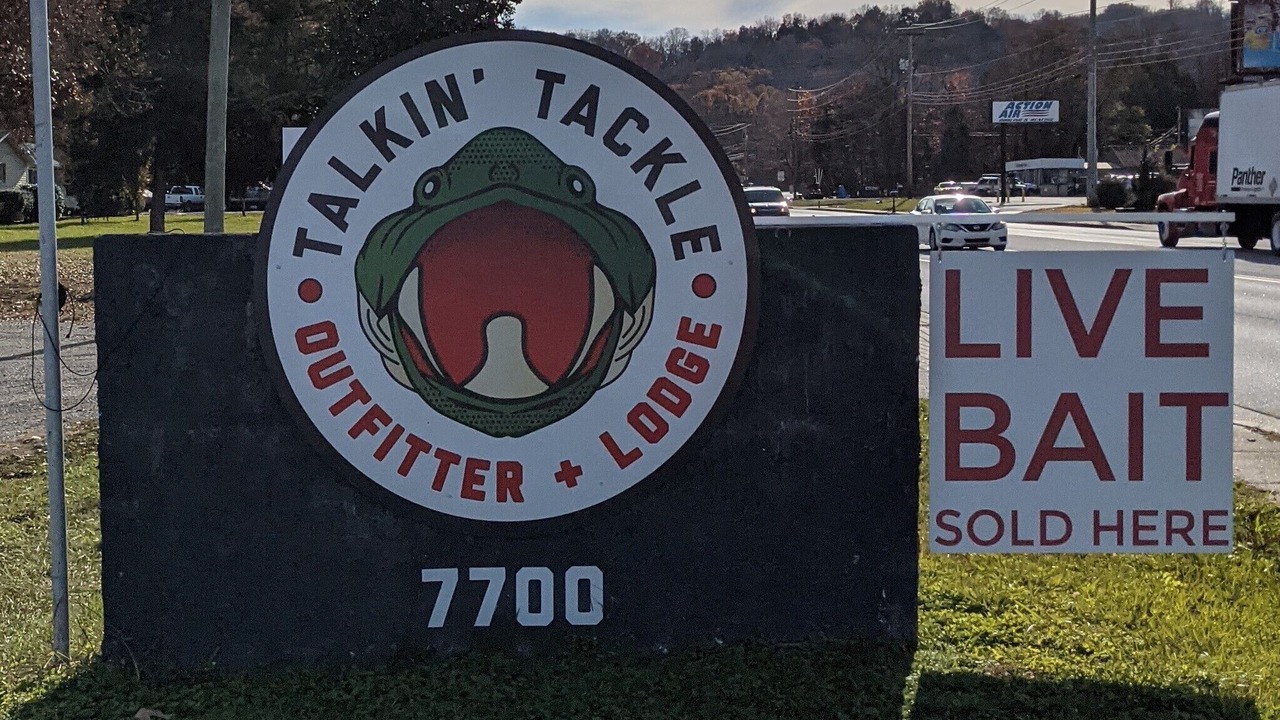 TALKIN' TACKLE
OUTFITTER + LODGE
7700
LIVE
BAIT
SOLD HERE
ACTION
AIR
Panther